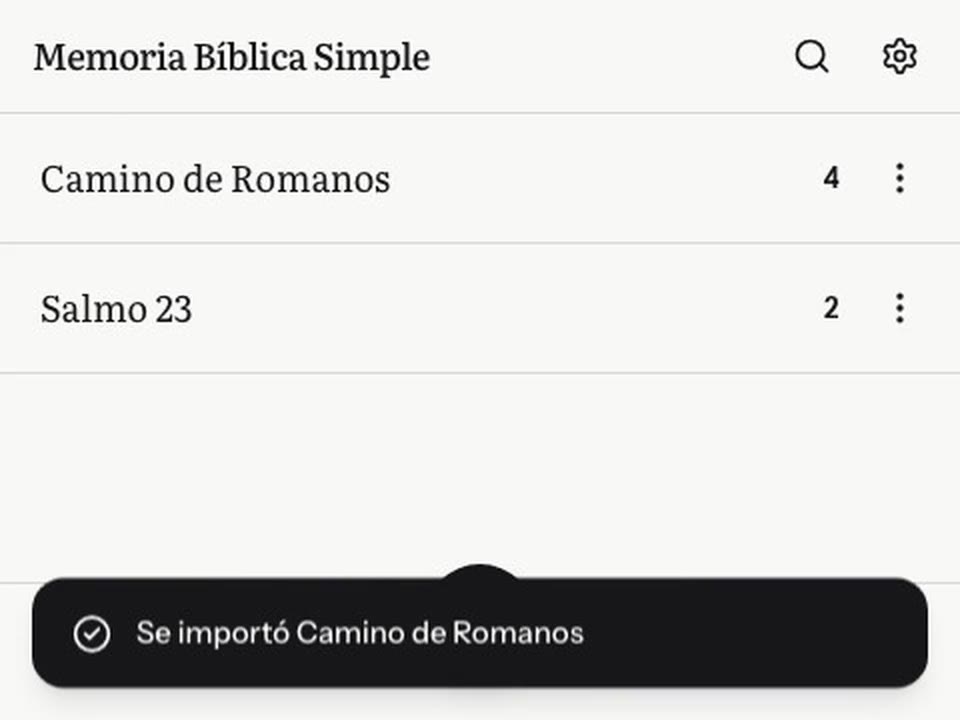 Memoria Bíblica Simple
Camino de Romanos 4
Salmo 23 2
Se importó Camino de Romanos